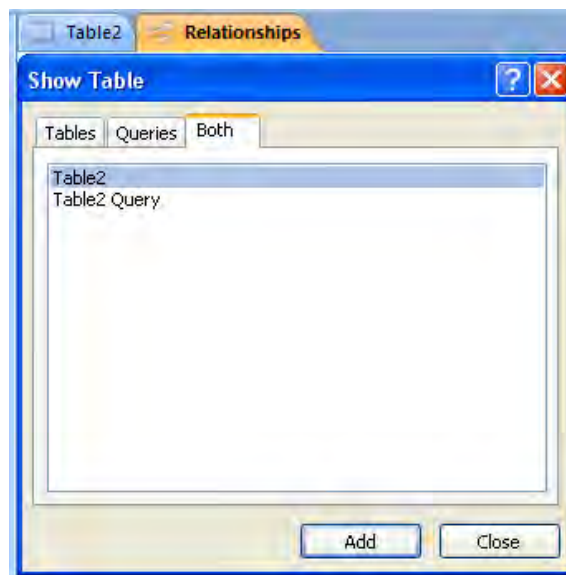 Table2 Relationships
Show Table
Tables Queries Both
Table2
Table2 Query
Add Close